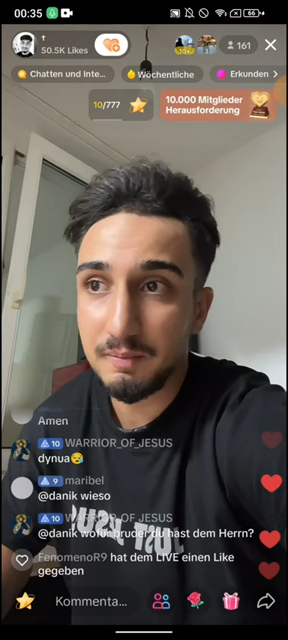 00:35
66
†
50.5K Likes
161
Chatten und Inte...
Wöchentliche
Erkunden
10/777
10.000 Mitglieder
Herausforderung
Amen
10 WARRIOR_OF_JESUS
dynua😪
9 maribel
@danik wieso
10 WARRIOR_OF_JESUS
@danik wofür bruder du hast dem Herrn?
FenomenoR9 hat dem LIVE einen Like
gegeben
Kommenta...